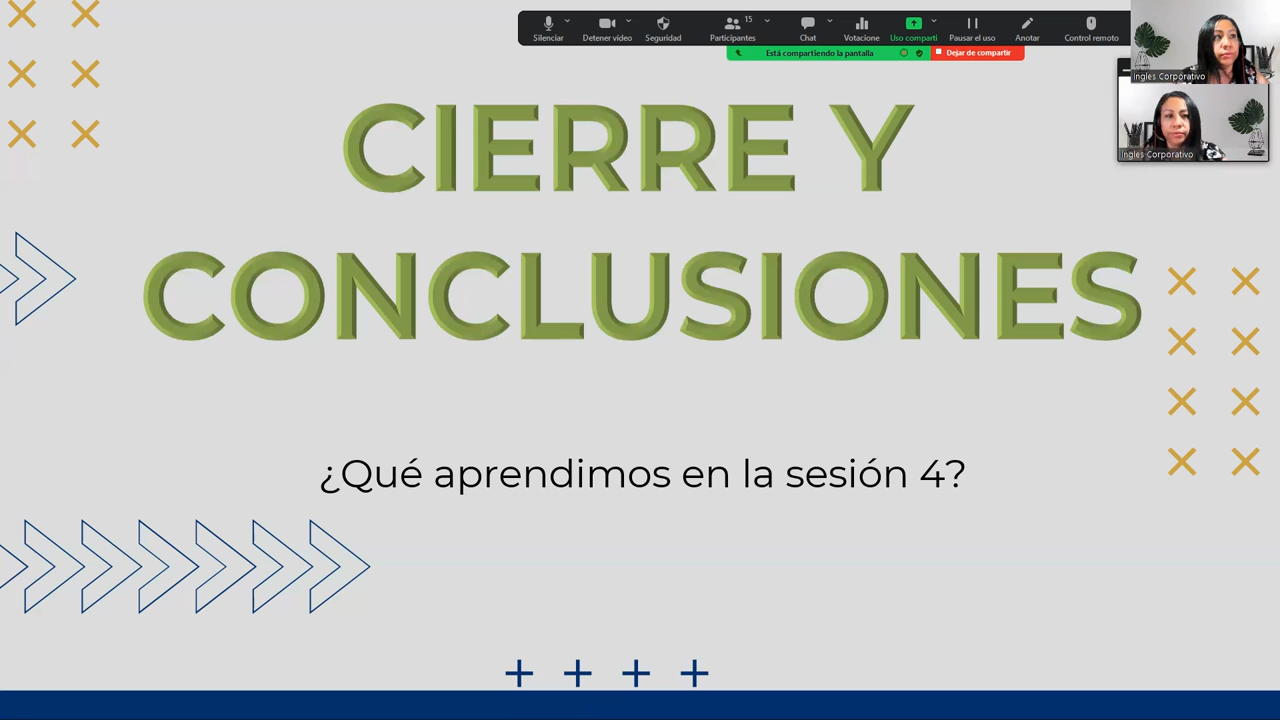 15
Silenciar Detener vídeo Seguridad Participantes Chat Votacione Uso comparti Pausar el uso Anotar Control remoto
Está compartiendo la pantalla Dejar de compartir
Ingles Corporativo
Ingles Corporativo
CIERRE Y
CONCLUSIONES
¿Qué aprendimos en la sesión 4?